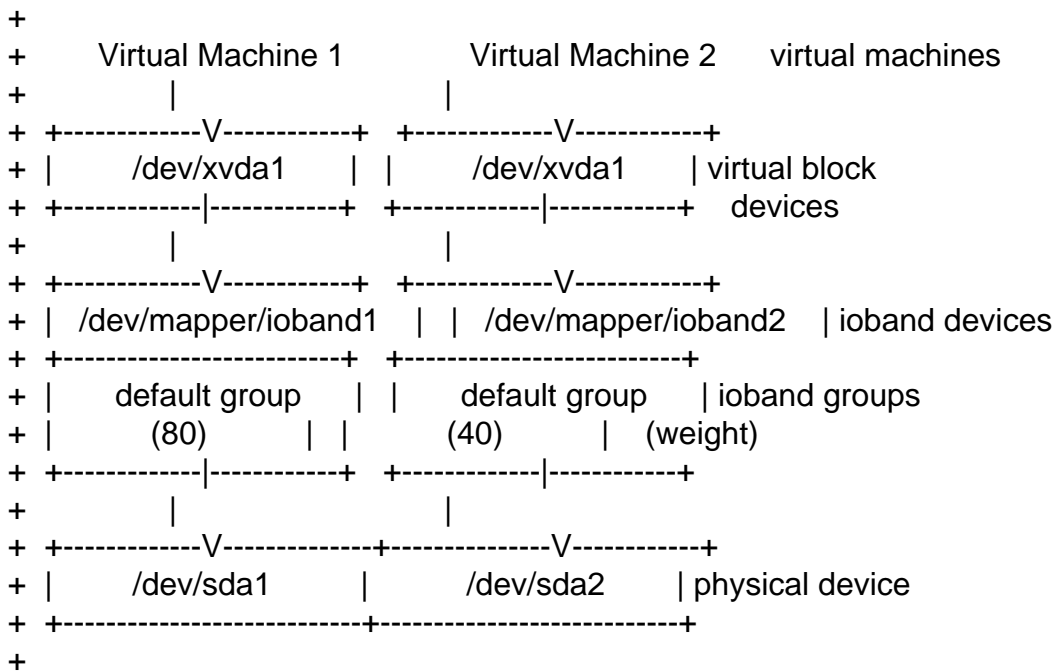 +
+ Virtual Machine 1 Virtual Machine 2 virtual machines
+ | |
+ +-------------V------------+ +-------------V------------+
+ | /dev/xvda1 | | /dev/xvda1 | virtual block
+ +-------------|------------+ +-------------|------------+ devices
+ | |
+ +-------------V------------+ +-------------V------------+
+ | /dev/mapper/ioband1 | | /dev/mapper/ioband2 | ioband devices
+ +--------------------------+ +--------------------------+
+ | default group | | default group | ioband groups
+ | (80) | | (40) | (weight)
+ +-------------|------------+ +-------------|------------+
+ | |
+ +-------------V--------------+---------------V------------+
+ | /dev/sda1 | /dev/sda2 | physical device
+ +----------------------------+----------------------------+
+